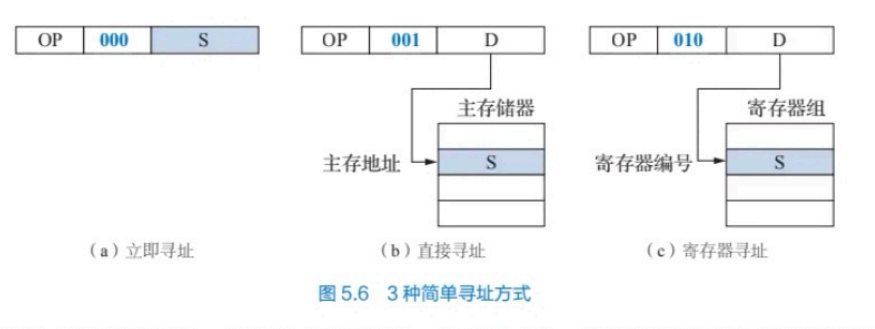 OP 000 S
OP 001 D
OP 010 D
主存储器
寄存器组
主存地址 S
寄存器编号 S
（a）立即寻址
（b）直接寻址
（c）寄存器寻址
图 5.6 3 种简单寻址方式